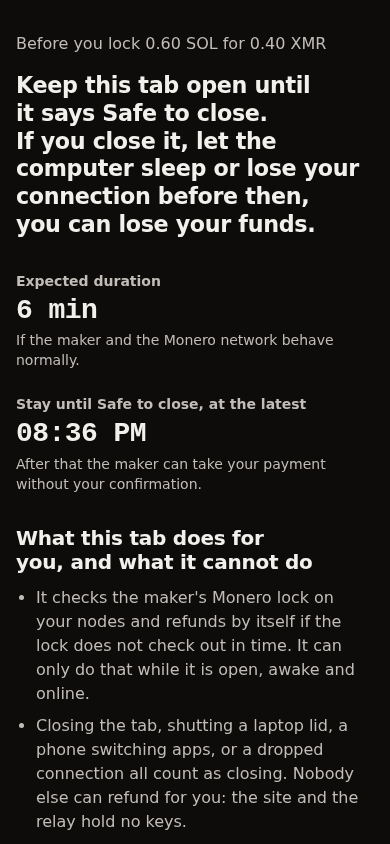 Before you lock 0.60 SOL for 0.40 XMR
Keep this tab open until
it says Safe to close.
If you close it, let the
computer sleep or lose your
connection before then,
you can lose your funds.
Expected duration
6 min
If the maker and the Monero network behave
normally.
Stay until Safe to close, at the latest
08:36 PM
After that the maker can take your payment
without your confirmation.
What this tab does for
you, and what it cannot do
• It checks the maker's Monero lock on
your nodes and refunds by itself if the
lock does not check out in time. It can
only do that while it is open, awake and
online.
• Closing the tab, shutting a laptop lid, a
phone switching apps, or a dropped
connection all count as closing. Nobody
else can refund for you: the site and the
relay hold no keys.